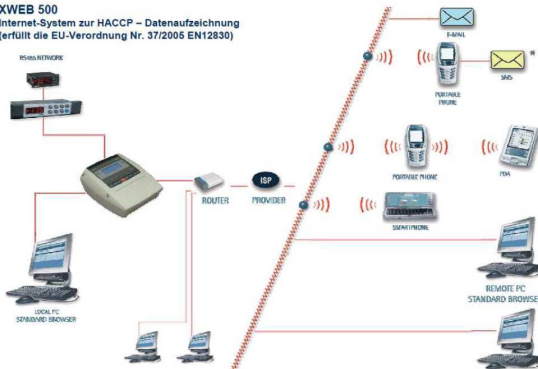 XWEB 500
Internet-System zur HACCP – Datenaufzeichnung
(erfüllt die EU-Verordnung Nr. 37/2005 EN12830)
RS485 NETWORK
E-MAIL
SMS
*
PORTABLE
PHONE
PORTABLE PHONE
PDA
ROUTER
ISP
PROVIDER
SMARTPHONE
LOCAL PC
STANDARD BROWSER
REMOTE PC
STANDARD BROWSER